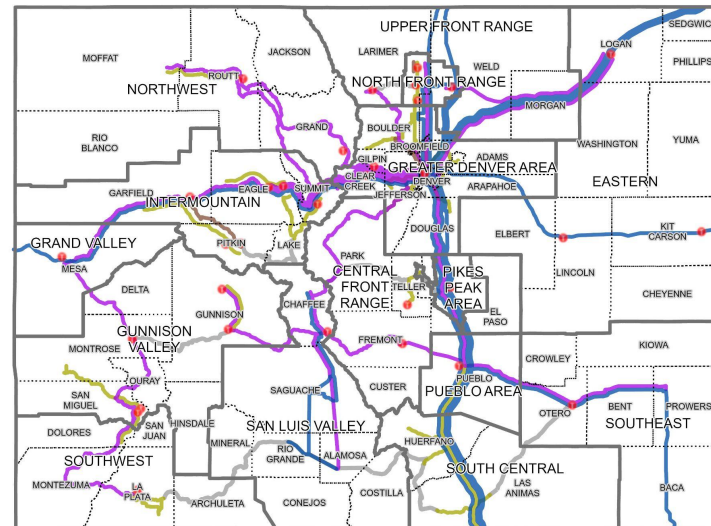 UPPER FRONT RANGE
SEDGWIC
JACKSON
LARIMER
LOGAN
MOFFAT
WELD
PHILLIPS
ROUTT
NORTH FRONT RANGE
NORTHWEST
MORGAN
GRAND
BOULDER
RIO
BLANCO
WASHINGTON
YUMA
BROOMFIELD
GILPIN
ADAMS
GREATER DENVER AREA
CLEAR
CREEK
DENVER
EASTERN
GARFIELD
EAGLE
SUMMIT
ARAPAHOE
JEFFERSON
INTERMOUNTAIN
DOUGLAS
KIT
CARSON
ELBERT
GRAND VALLEY
PITKIN
LAKE
PARK
MESA
LINCOLN
CENTRAL
FRONT
RANGE
PIKES
PEAK
AREA
DELTA
TELLER
CHEYENNE
CHAFFEE
GUNNISON
EL
PASO
GUNNISON
VALLEY
FREMONT
KIOWA
MONTROSE
CROWLEY
OURAY
PUEBLO
SAGUACHE
CUSTER
PUEBLO AREA
SAN
MIGUEL
OTERO
BENT
PROWERS
HINSDALE
SAN
JUAN
SAN LUIS VALLEY
SOUTHEAST
DOLORES
MINERAL
HUERFANO
RIO
GRANDE
ALAMOSA
SOUTHWEST
SOUTH CENTRAL
MONTEZUMA
LA
PLATA
LAS
ANIMAS
BACA
ARCHULETA
CONEJOS
COSTILLA